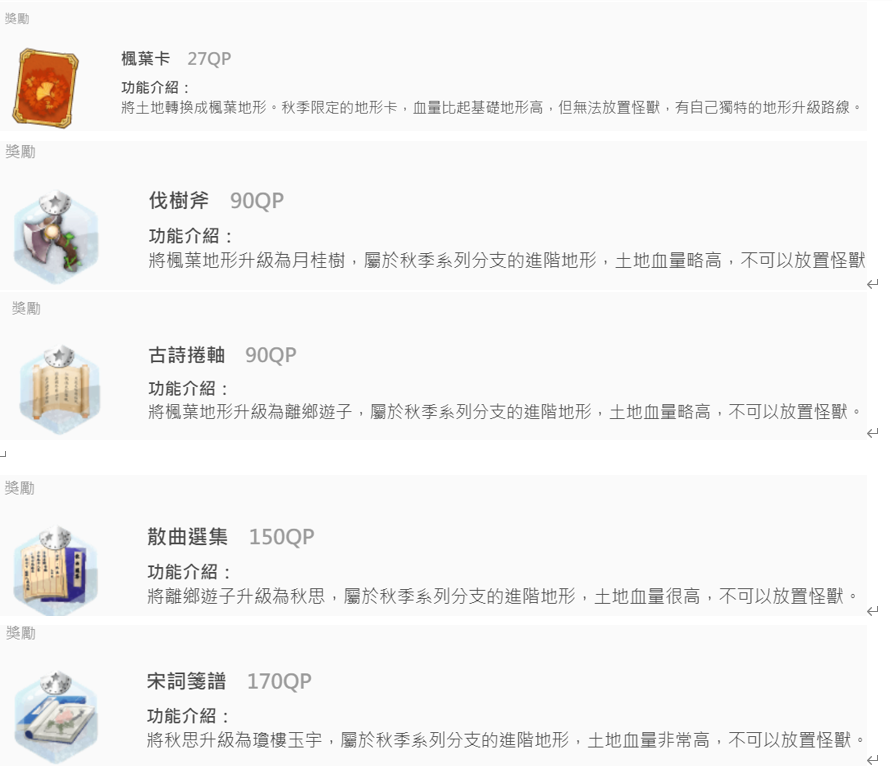 獎勵
楓葉卡 27QP
功能介紹：
將土地轉換成楓葉地形。秋季限定的地形卡，血量比起基礎地形高，但無法放置怪獸，有自己獨特的地形升級路線。
獎勵
伐樹斧 90QP
功能介紹：
將楓葉地形升級為月桂樹，屬於秋季系列分支的進階地形，土地血量略高，不可以放置怪獸
獎勵
古詩捲軸 90QP
功能介紹：
將楓葉地形升級為離鄉遊子，屬於秋季系列分支的進階地形，土地血量略高，不可以放置怪獸。
獎勵
散曲選集 150QP
功能介紹：
將離鄉遊子升級為秋思，屬於秋季系列分支的進階地形，土地血量很高，不可以放置怪獸。
獎勵
宋詞箋譜 170QP
功能介紹：
將秋思升級為瓊樓玉宇，屬於秋季系列分支的進階地形，土地血量非常高，不可以放置怪獸。